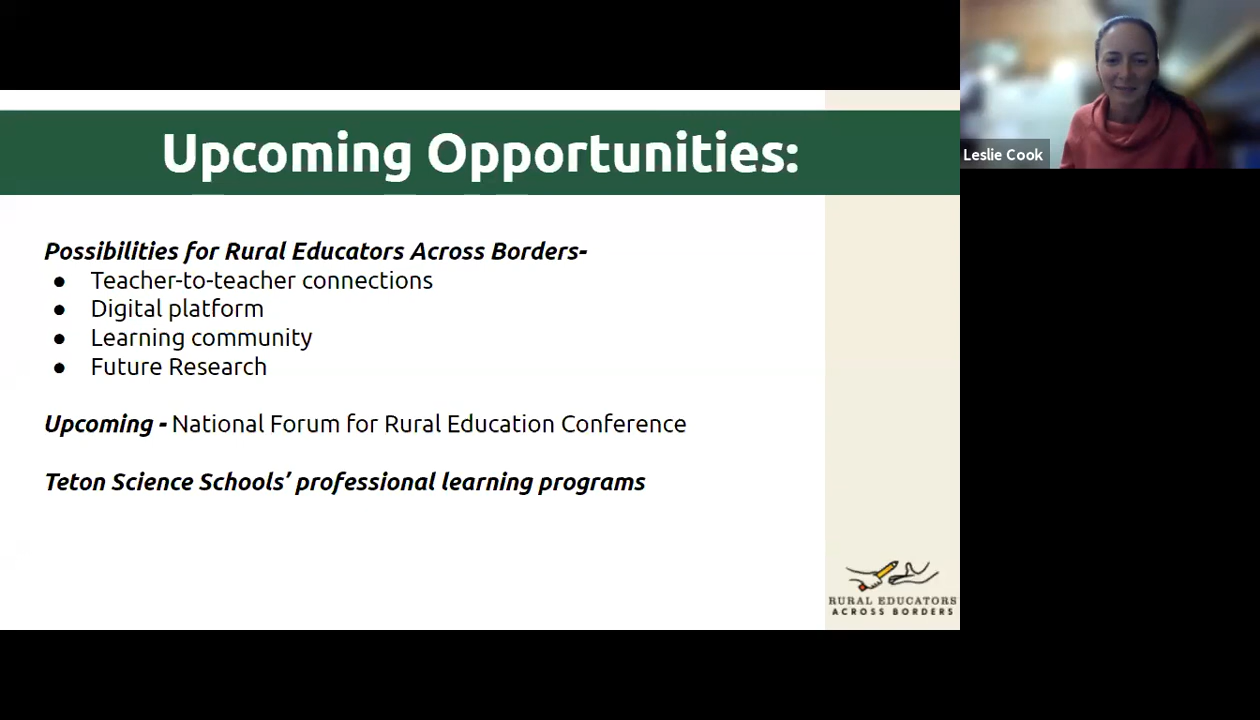 Upcoming Opportunities:
Leslie Cook
Possibilities for Rural Educators Across Borders-
● Teacher-to-teacher connections
● Digital platform
● Learning community
● Future Research
Upcoming - National Forum for Rural Education Conference
Teton Science Schools’ professional learning programs
RURAL EDUCATORS
ACROSS BORDERS